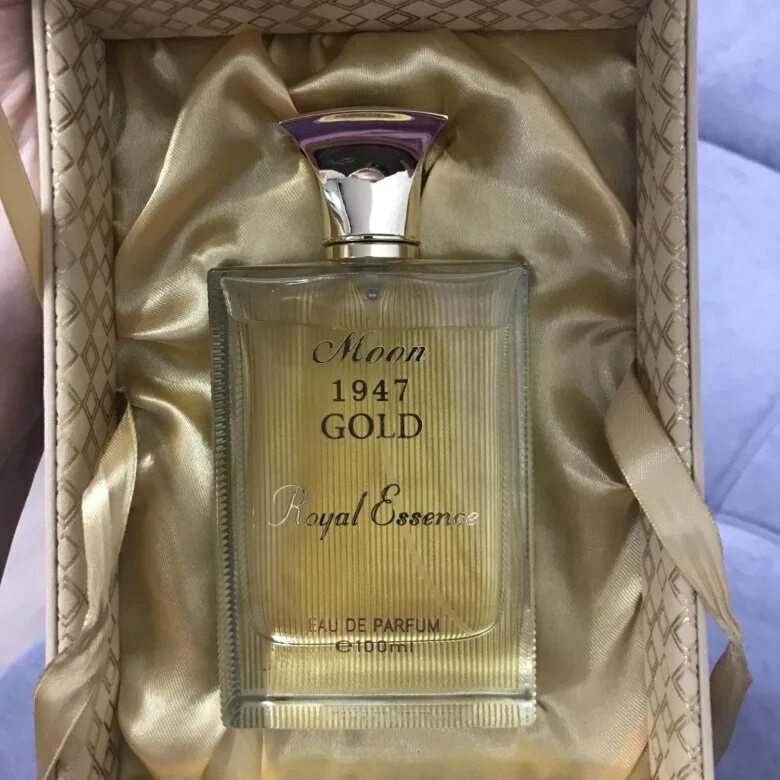 Moon
1947
GOLD
Royal Essence
EAU DE PARFUM
℮100ml